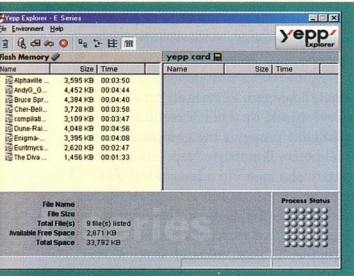 Yepp Explorer - E Series
File Environment Help
yepp'
Explorer
Flash Memory
yepp card
Name Size Time
Name Size Time
Alphaville ... 3,595 KB 00:03:50
AndyG_G... 4,452 KB 00:04:44
Bruce Spr... 4,384 KB 00:04:40
Cher-Beli... 3,728 KB 00:03:58
compilati... 3,109 KB 00:03:47
Dune-Rai... 4,048 KB 00:04:56
Enigma-... 3,395 KB 00:04:08
Euritmycs... 2,620 KB 00:02:47
The Diva ... 1,456 KB 00:01:33
File Name
File Size
Total File(s) : 9 file(s) listed
Available Free Space : 2,871 KB
Total Space : 33,792 KB
Process Status
series